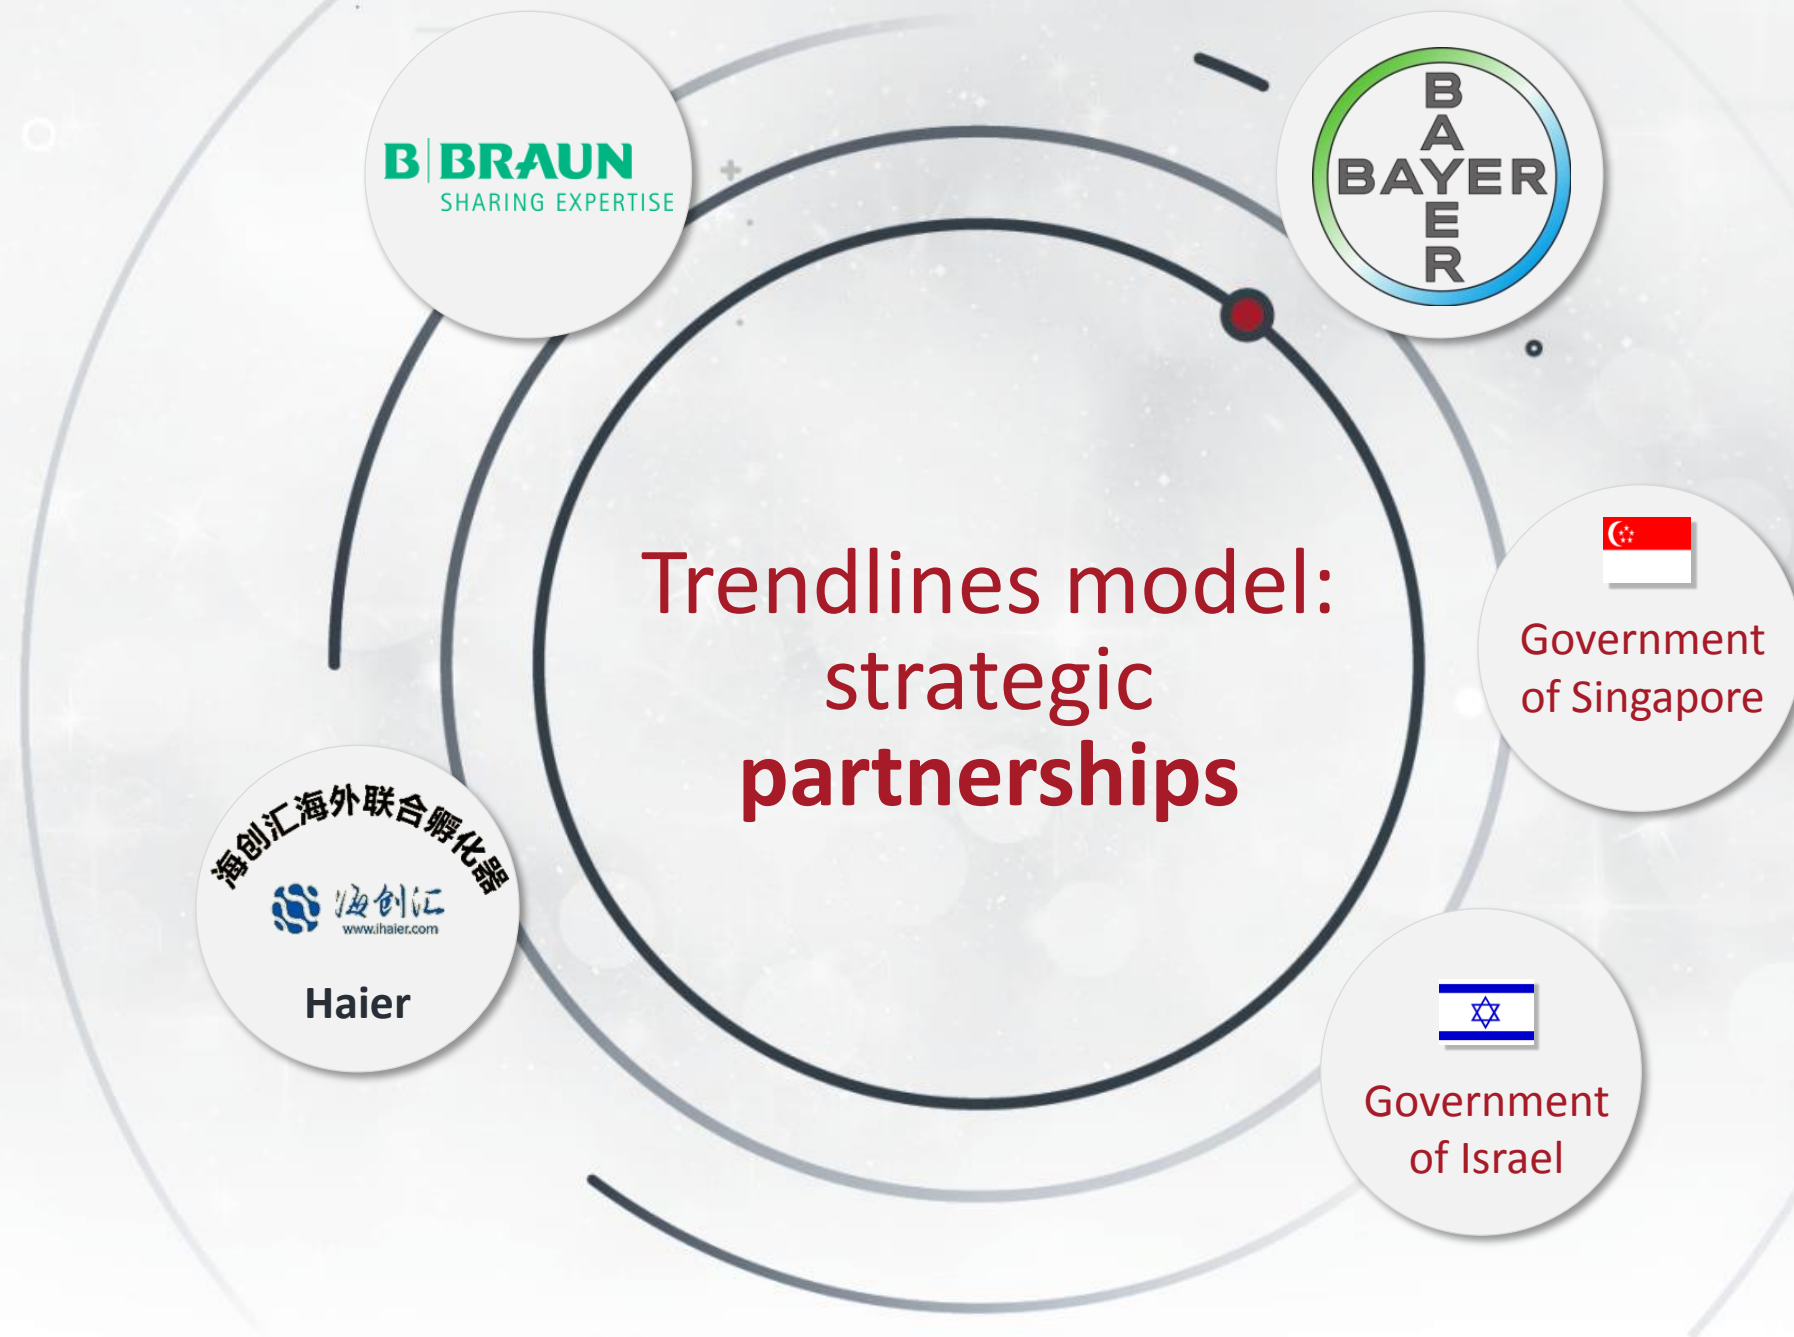 B BRAUN
SHARING EXPERTISE
BAYER
BAYER
Trendlines model:
strategic
partnerships
Government
of Singapore
海创汇海外联合孵化器
海创汇
www.ihaier.com
Haier
Government
of Israel